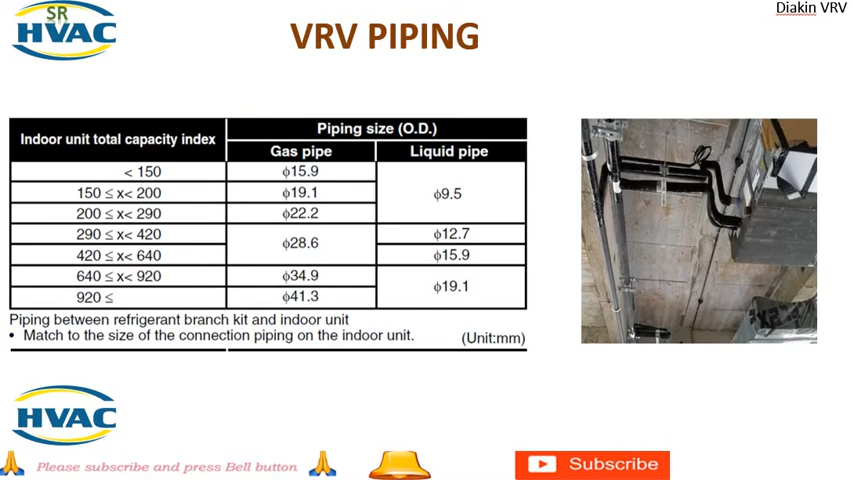 SR
HVAC
VRV PIPING
Diakin VRV
Indoor unit total capacity index
Piping size (O.D.)
Gas pipe
Liquid pipe
< 150
ϕ15.9
ϕ9.5
150 ≤ x< 200
ϕ19.1
200 ≤ x< 290
ϕ22.2
290 ≤ x< 420
ϕ28.6
ϕ12.7
420 ≤ x< 640
ϕ15.9
640 ≤ x< 920
ϕ34.9
ϕ19.1
920 ≤
ϕ41.3
Piping between refrigerant branch kit and indoor unit
• Match to the size of the connection piping on the indoor unit.
(Unit:mm)
HVAC
Please subscribe and press Bell button
Subscribe